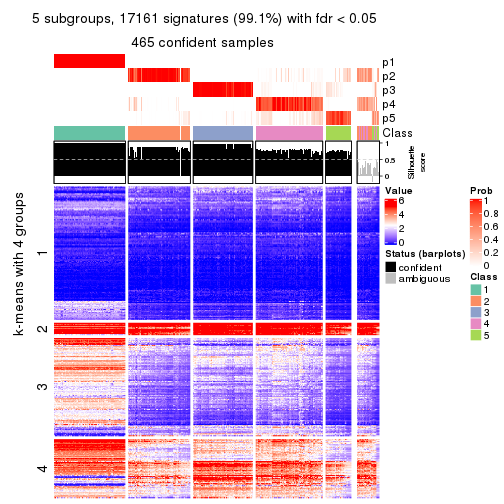 5 subgroups, 17161 signatures (99.1%) with fdr < 0.05
465 confident samples
p1
p2
p3
p4
p5
Class
1
0.5
0
Silhouette
score
k-means with 4 groups
1
2
3
4
Value
6
4
2
0
Status (barplots)
confident
ambiguous
Prob
1
0.8
0.6
0.4
0.2
0
Class
1
2
3
4
5